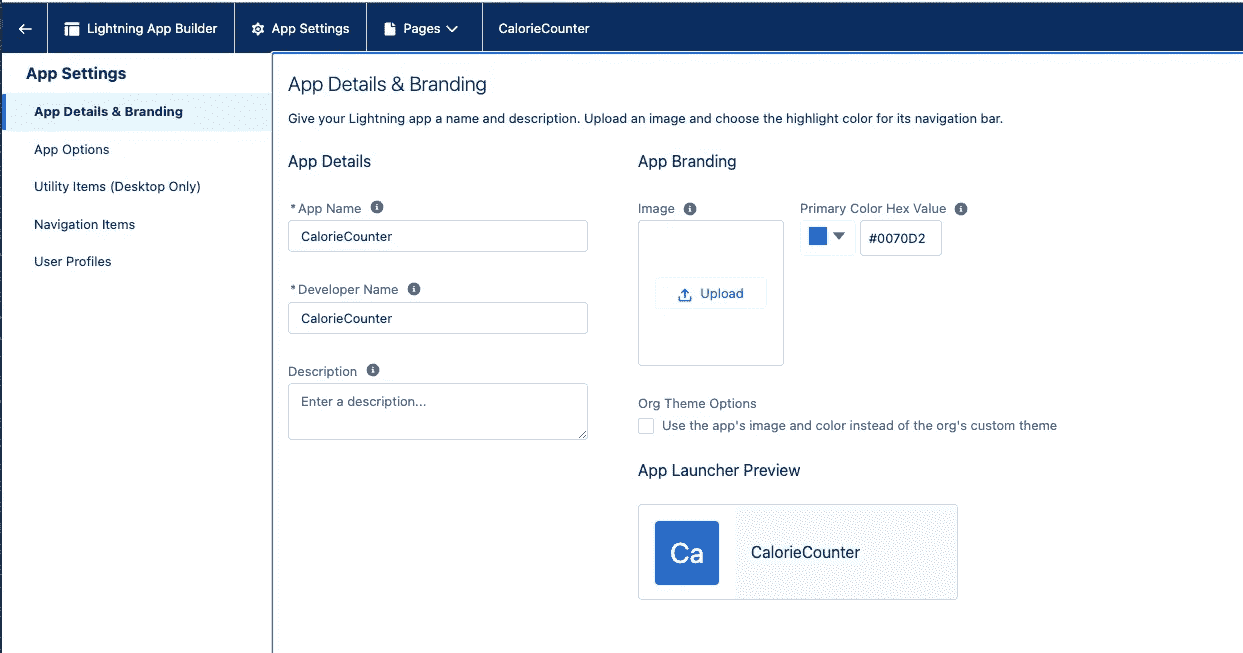 Lightning App Builder
App Settings
Pages
CalorieCounter
App Settings
App Details & Branding
App Options
Utility Items (Desktop Only)
Navigation Items
User Profiles
App Details & Branding
Give your Lightning app a name and description. Upload an image and choose the highlight color for its navigation bar.
App Details
*App Name
CalorieCounter
*Developer Name
CalorieCounter
Description
Enter a description...
App Branding
Image
Upload
Primary Color Hex Value
#0070D2
Org Theme Options
Use the app's image and color instead of the org's custom theme
App Launcher Preview
Ca
CalorieCounter